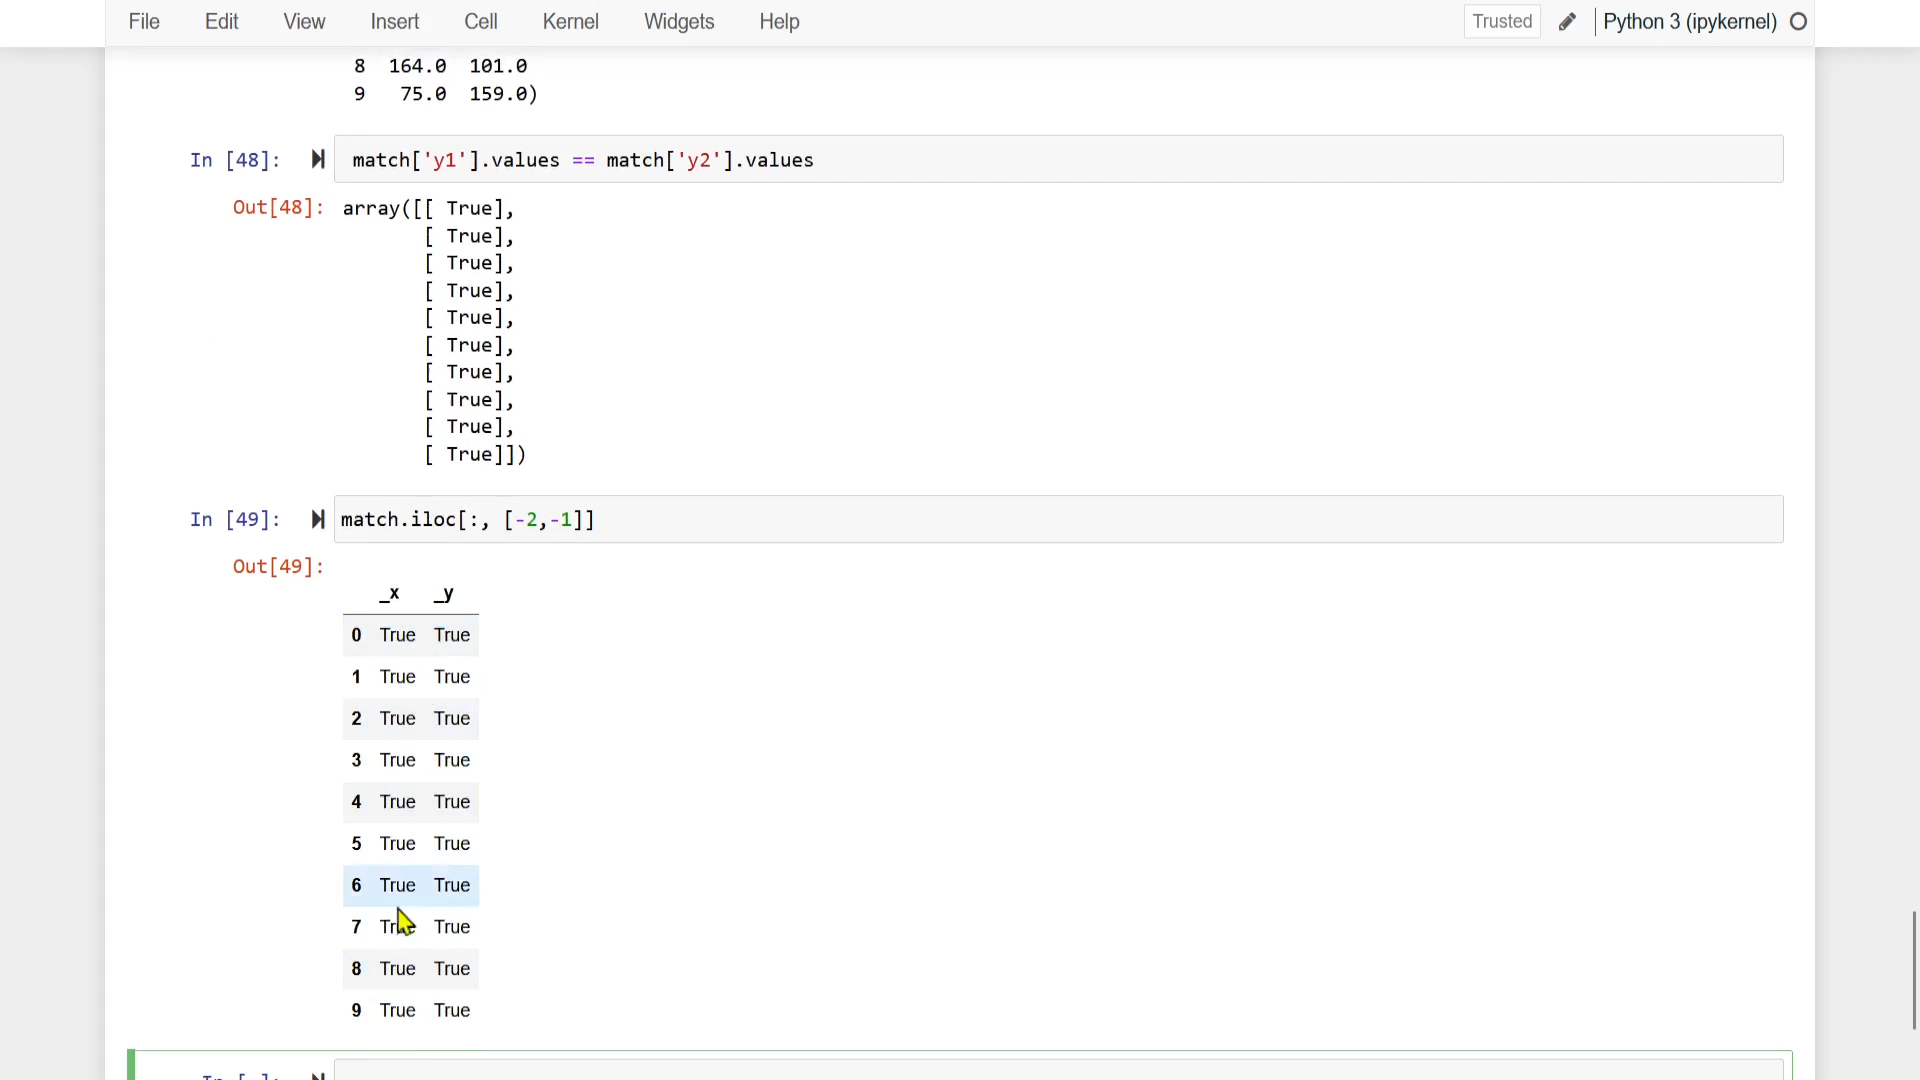 File Edit View Insert Cell Kernel Widgets Help Trusted Python 3 (ipykernel)
8 164.0 101.0
9 75.0 159.0)
In [48]: match['y1'].values == match['y2'].values
Out[48]: array([[ True],
[ True],
[ True],
[ True],
[ True],
[ True],
[ True],
[ True],
[ True],
[ True]])
In [49]: match.iloc[:, [-2,-1]]
Out[49]:
_x _y
0 True True
1 True True
2 True True
3 True True
4 True True
5 True True
6 True True
7 True True
8 True True
9 True True
In [ ]: